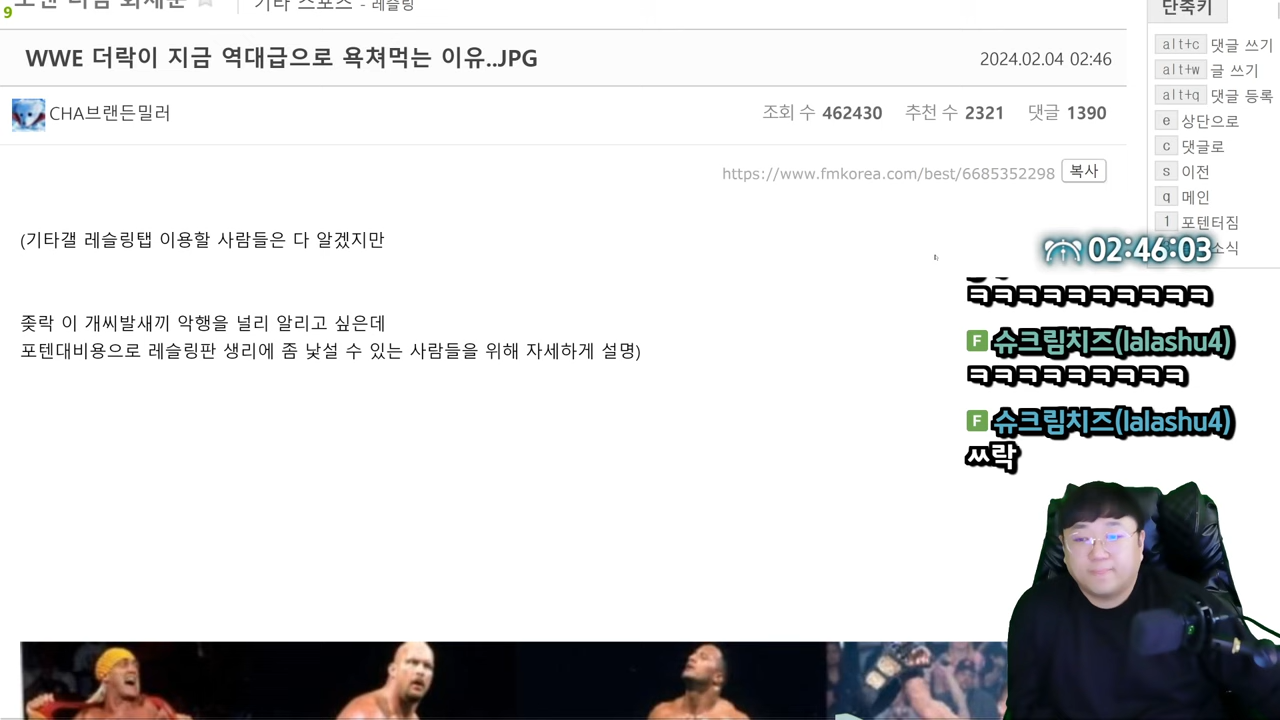 9
기타 스포츠 - 레슬링
단축키
WWE 더락이 지금 역대급으로 욕쳐먹는 이유..JPG
2024.02.04 02:46
alt+c 댓글 쓰기
alt+w 글 쓰기
alt+q 댓글 등록
e 상단으로
c 댓글로
s 이전
q 메인
1 포텐터짐
소식
CHA브랜든밀러
조회 수 462430 추천 수 2321 댓글 1390
https://www.fmkorea.com/best/6685352298 복사
(기타갤 레슬링탭 이용할 사람들은 다 알겠지만
좆락 이 개씨발새끼 악행을 널리 알리고 싶은데
포텐대비용으로 레슬링판 생리에 좀 낯설 수 있는 사람들을 위해 자세하게 설명)
02:46:03
ㅋㅋㅋㅋㅋㅋㅋㅋㅋㅋ
F 슈크림치즈(lalashu4)
ㅋㅋㅋㅋㅋㅋㅋㅋㅋ
F 슈크림치즈(lalashu4)
ㅆ락